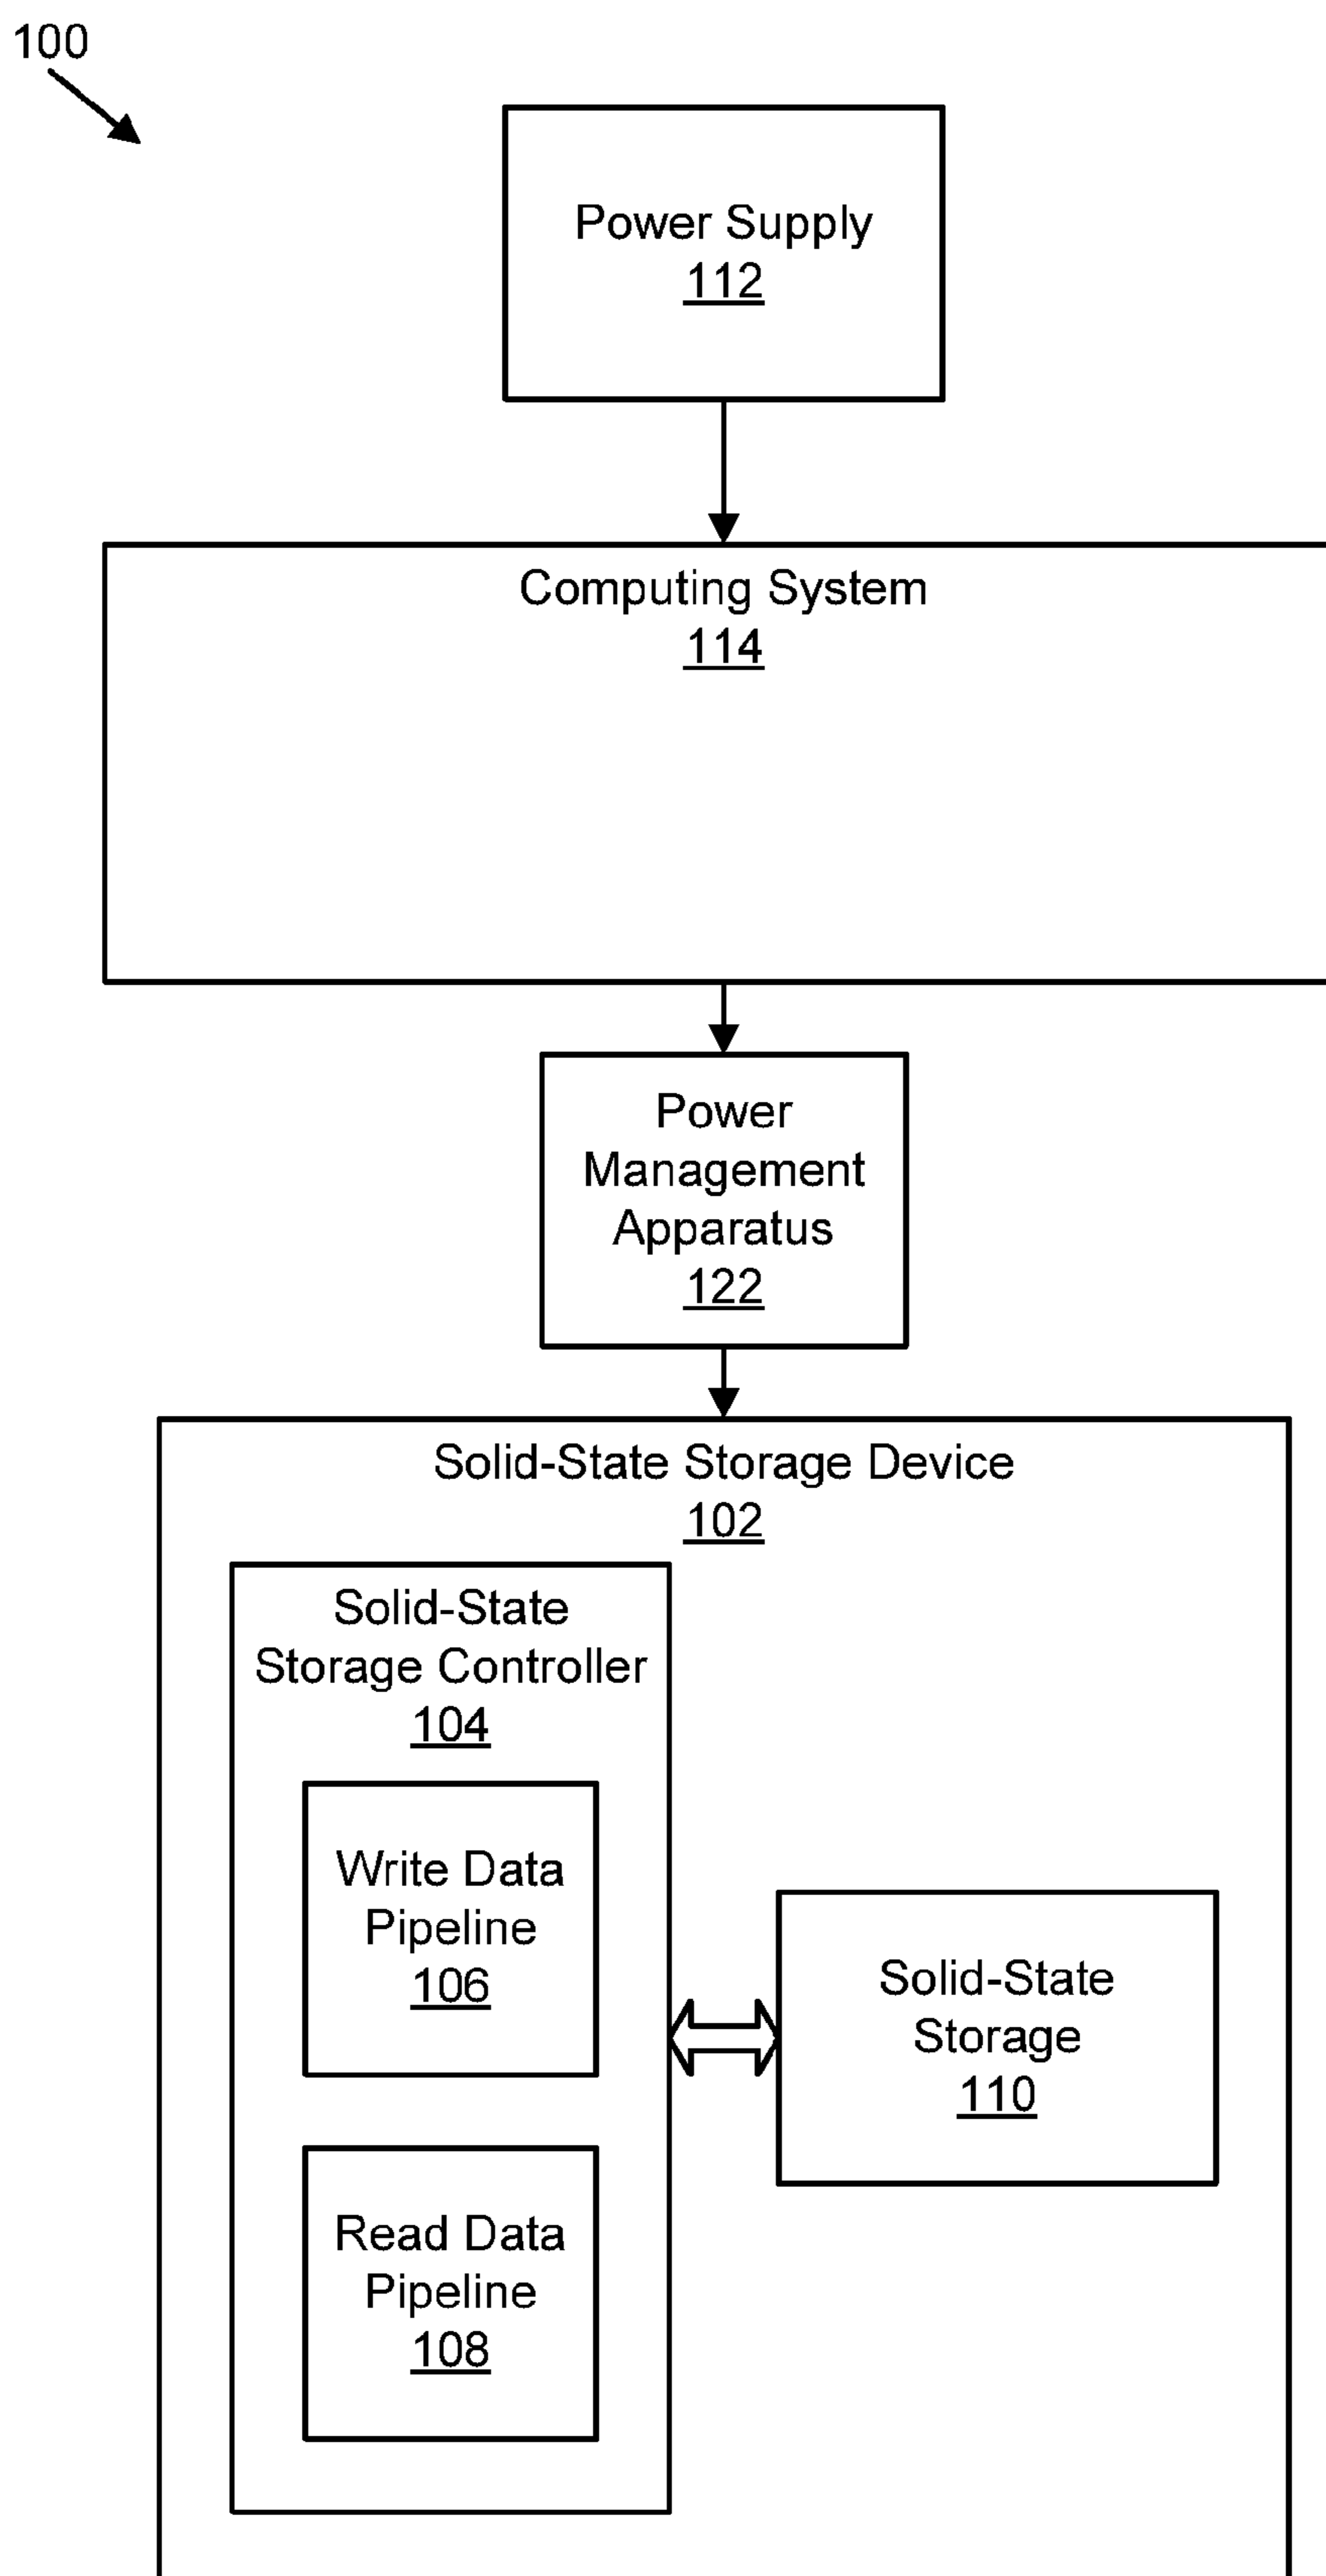 100
Power Supply
112
Computing System
114
Power
Management
Apparatus
122
Solid-State Storage Device
102
Solid-State
Storage Controller
104
Write Data
Pipeline
106
Solid-State
Storage
110
Read Data
Pipeline
108